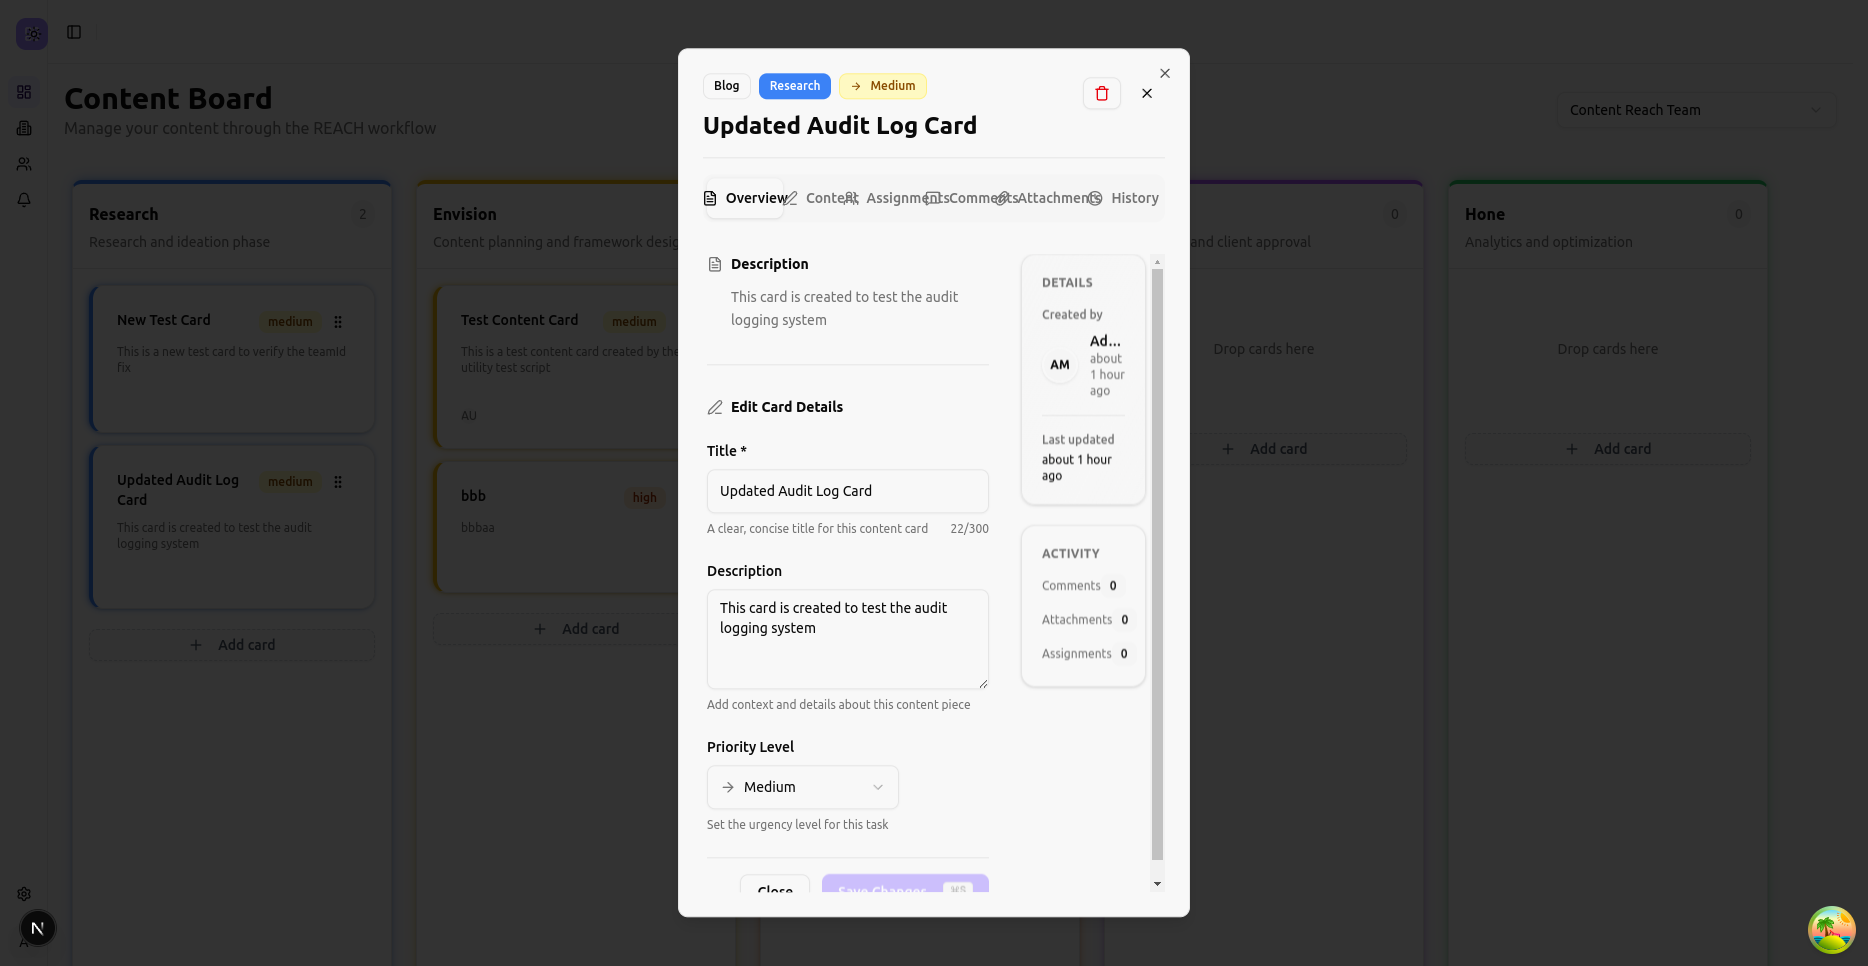 Content Board
Manage your content through the REACH workflow
Content Reach Team
Research
2
Research and ideation phase
New Test Card
medium
This is a new test card to verify the teamId
fix
Updated Audit Log
Card
medium
This card is created to test the audit
logging system
Add card
Envision
Content planning and framework desig
Test Content Card
medium
This is a test content card created by the
utility test script
AU
bbb
high
bbbaa
Add card
0
and client approval
Drop cards here
Add card
Hone
0
Analytics and optimization
Drop cards here
Add card
Blog
Research
Medium
Updated Audit Log Card
Overview
Content
Assignments
Comments
Attachments
History
Description
This card is created to test the audit
logging system
Edit Card Details
Title *
Updated Audit Log Card
A clear, concise title for this content card
22/300
Description
This card is created to test the audit
logging system
Add context and details about this content piece
Priority Level
Medium
Set the urgency level for this task
Close
Save Changes
⌘S
DETAILS
Created by
AM
Ad...
about
1 hour
ago
Last updated
about 1 hour
ago
ACTIVITY
Comments 0
Attachments 0
Assignments 0
N